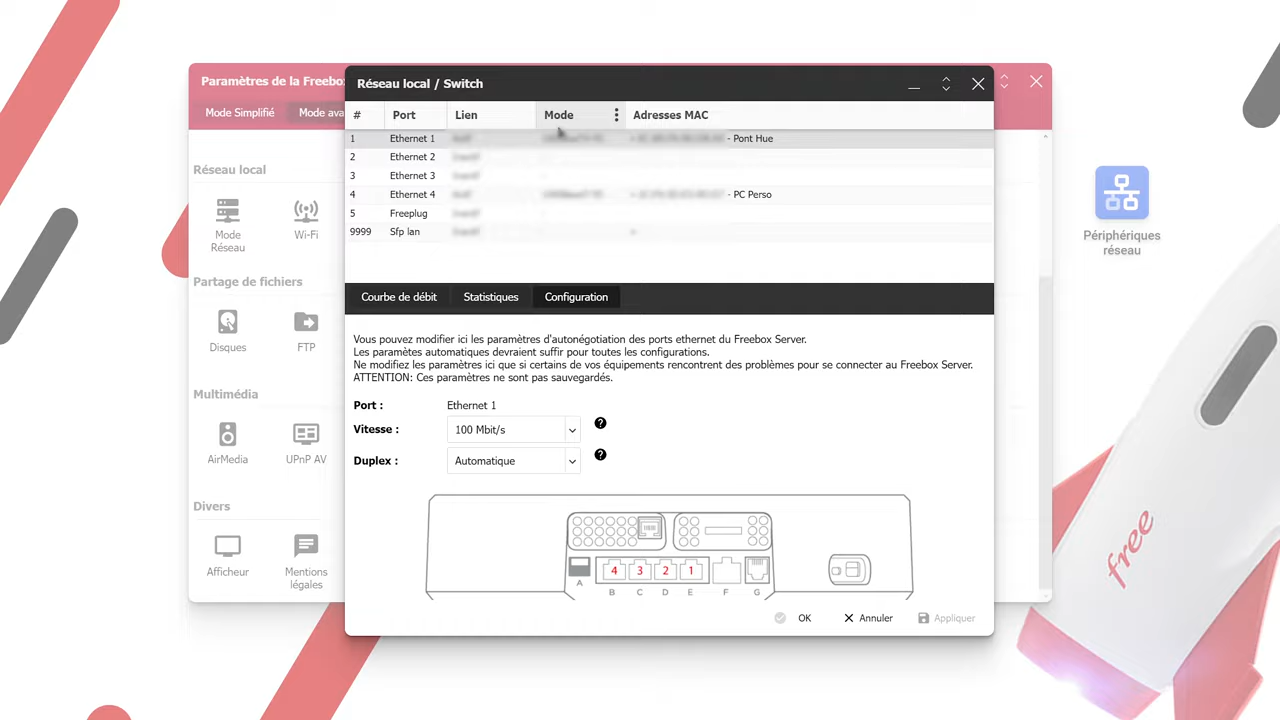 Paramètres de la Freebo
Mode Simplifié
Mode ava
Réseau local
Mode
Réseau
Wi-Fi
Partage de fichiers
Disques
FTP
Multimédia
AirMedia
UPnP AV
Divers
Afficheur
Mentions
légales
Réseau local / Switch
# Port Lien Mode Adresses MAC
1 Ethernet 1 - Pont Hue
2 Ethernet 2
3 Ethernet 3
4 Ethernet 4 - PC Perso
5 Freeplug
9999 Sfp lan
Courbe de débit Statistiques Configuration
Vous pouvez modifier ici les paramètres d'autonégotiation des ports ethernet du Freebox Server.
Les paramètes automatiques devraient suffir pour toutes les configurations.
Ne modifiez les paramètres ici que si certains de vos équipements rencontrent des problèmes pour se connecter au Freebox Server.
ATTENTION: Ces paramètres ne sont pas sauvegardés.
Port : Ethernet 1
Vitesse : 100 Mbit/s
Duplex : Automatique
4 3 2 1
A B C D E F G
OK Annuler Appliquer
Périphériques
réseau
free